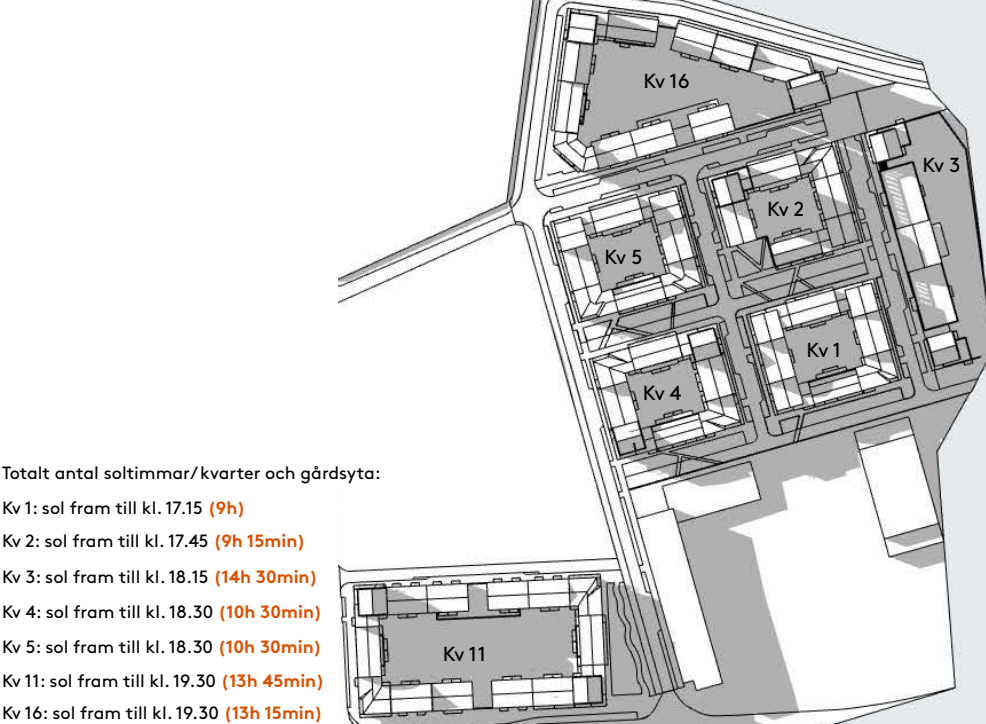 Kv 16
Kv 3
Kv 2
Kv 5
Kv 1
Kv 4
Totalt antal soltimmar/kvarter och gårdsyta:
Kv 1: sol fram till kl. 17.15 (9h)
Kv 2: sol fram till kl. 17.45 (9h 15min)
Kv 3: sol fram till kl. 18.15 (14h 30min)
Kv 4: sol fram till kl. 18.30 (10h 30min)
Kv 5: sol fram till kl. 18.30 (10h 30min)
Kv 11: sol fram till kl. 19.30 (13h 45min)
Kv 16: sol fram till kl. 19.30 (13h 15min)
Kv 11